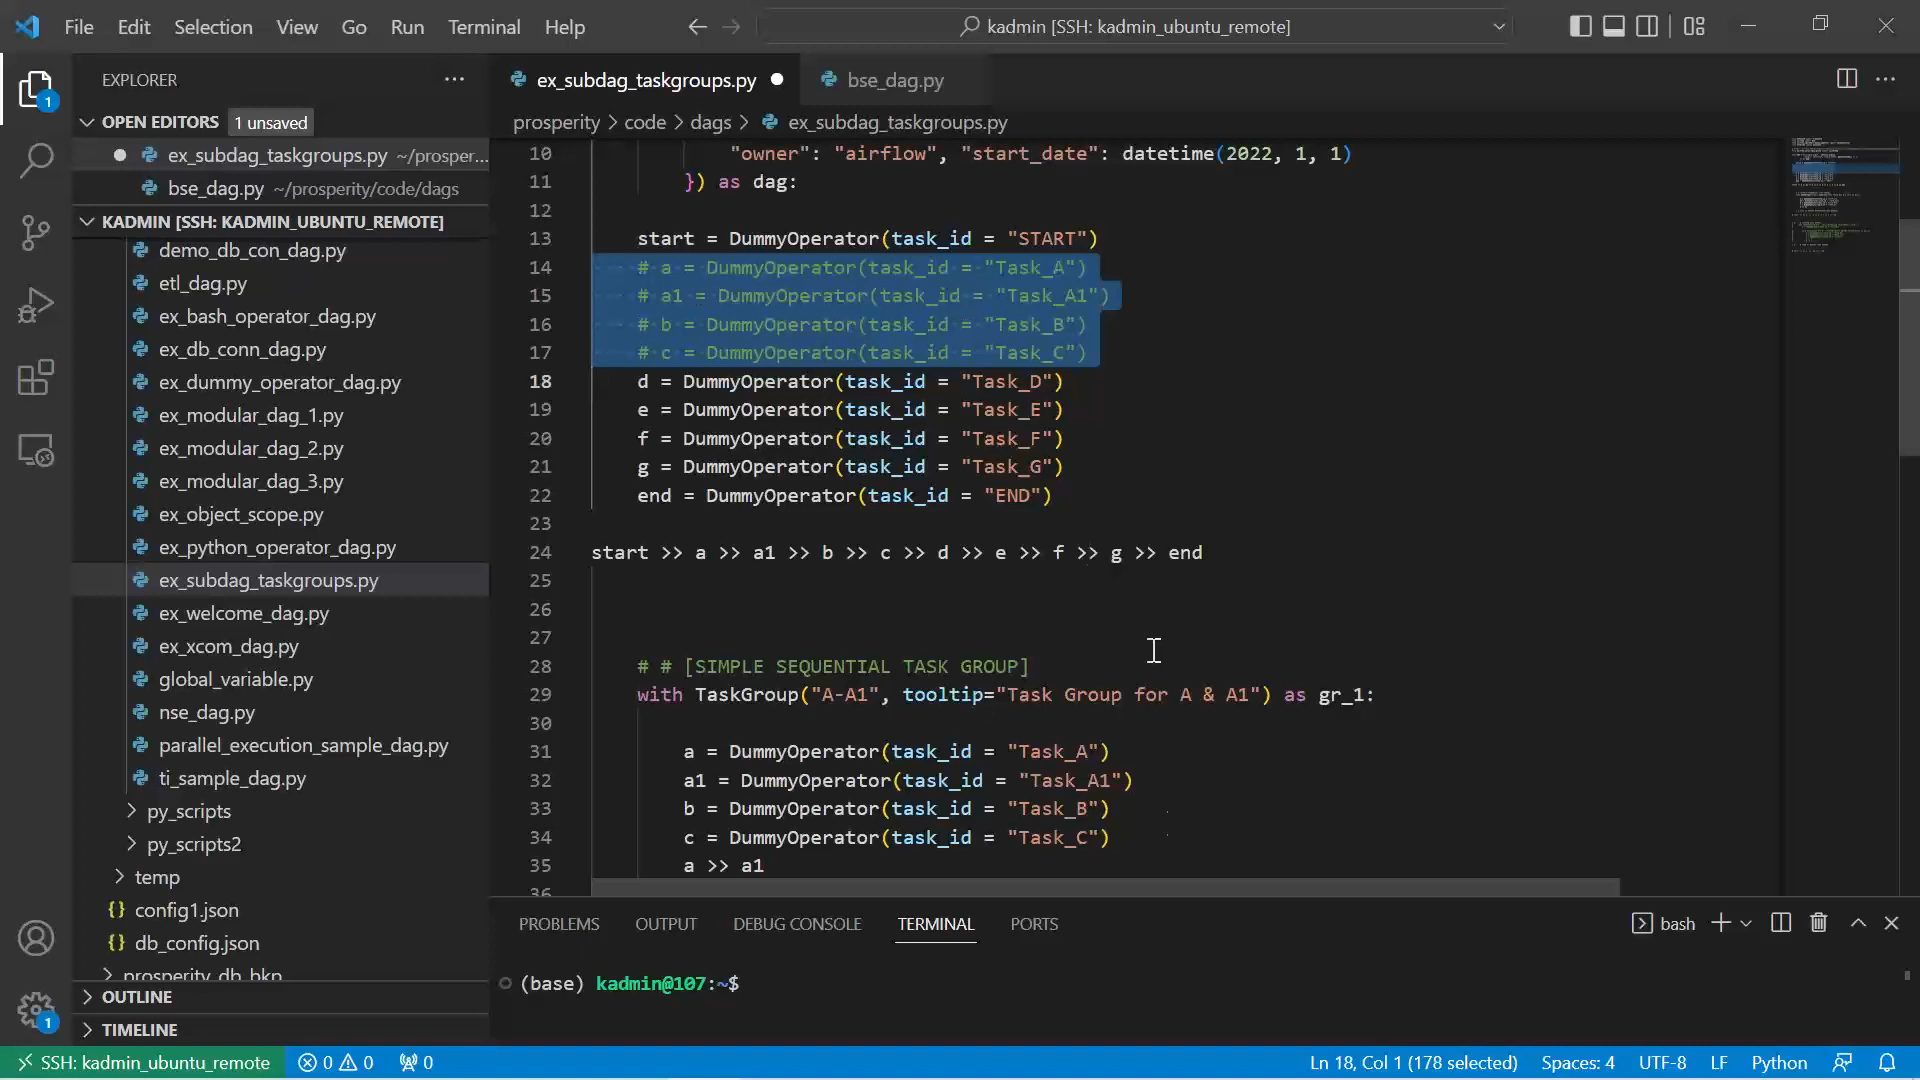 File Edit Selection View Go Run Terminal Help
kadmin [SSH: kadmin_ubuntu_remote]
EXPLORER
1
OPEN EDITORS 1 unsaved
ex_subdag_taskgroups.py ~/prosper...
bse_dag.py ~/prosperity/code/dags
KADMIN [SSH: KADMIN_UBUNTU_REMOTE]
demo_db_con_dag.py
etl_dag.py
ex_bash_operator_dag.py
ex_db_conn_dag.py
ex_dummy_operator_dag.py
ex_modular_dag_1.py
ex_modular_dag_2.py
ex_modular_dag_3.py
ex_object_scope.py
ex_python_operator_dag.py
ex_subdag_taskgroups.py
ex_welcome_dag.py
ex_xcom_dag.py
global_variable.py
nse_dag.py
parallel_execution_sample_dag.py
ti_sample_dag.py
py_scripts
py_scripts2
temp
config1.json
db_config.json
prosperity_db_bkp
OUTLINE
TIMELINE
1
ex_subdag_taskgroups.py bse_dag.py
prosperity > code > dags > ex_subdag_taskgroups.py
10 "owner": "airflow", "start_date": datetime(2022, 1, 1)
11 }) as dag:
12
13 start = DummyOperator(task_id = "START")
14 # a = DummyOperator(task_id = "Task_A")
15 # a1 = DummyOperator(task_id = "Task_A1")
16 # b = DummyOperator(task_id = "Task_B")
17 # c = DummyOperator(task_id = "Task_C")
18 d = DummyOperator(task_id = "Task_D")
19 e = DummyOperator(task_id = "Task_E")
20 f = DummyOperator(task_id = "Task_F")
21 g = DummyOperator(task_id = "Task_G")
22 end = DummyOperator(task_id = "END")
23
24 start >> a >> a1 >> b >> c >> d >> e >> f >> g >> end
25
26
27
28 # # [SIMPLE SEQUENTIAL TASK GROUP]
29 with TaskGroup("A-A1", tooltip="Task Group for A & A1") as gr_1:
30
31 a = DummyOperator(task_id = "Task_A")
32 a1 = DummyOperator(task_id = "Task_A1")
33 b = DummyOperator(task_id = "Task_B")
34 c = DummyOperator(task_id = "Task_C")
35 a >> a1
36
PROBLEMS OUTPUT DEBUG CONSOLE TERMINAL PORTS
bash
(base) kadmin@107:~$
SSH: kadmin_ubuntu_remote 0 0 0
Ln 18, Col 1 (178 selected) Spaces: 4 UTF-8 LF Python